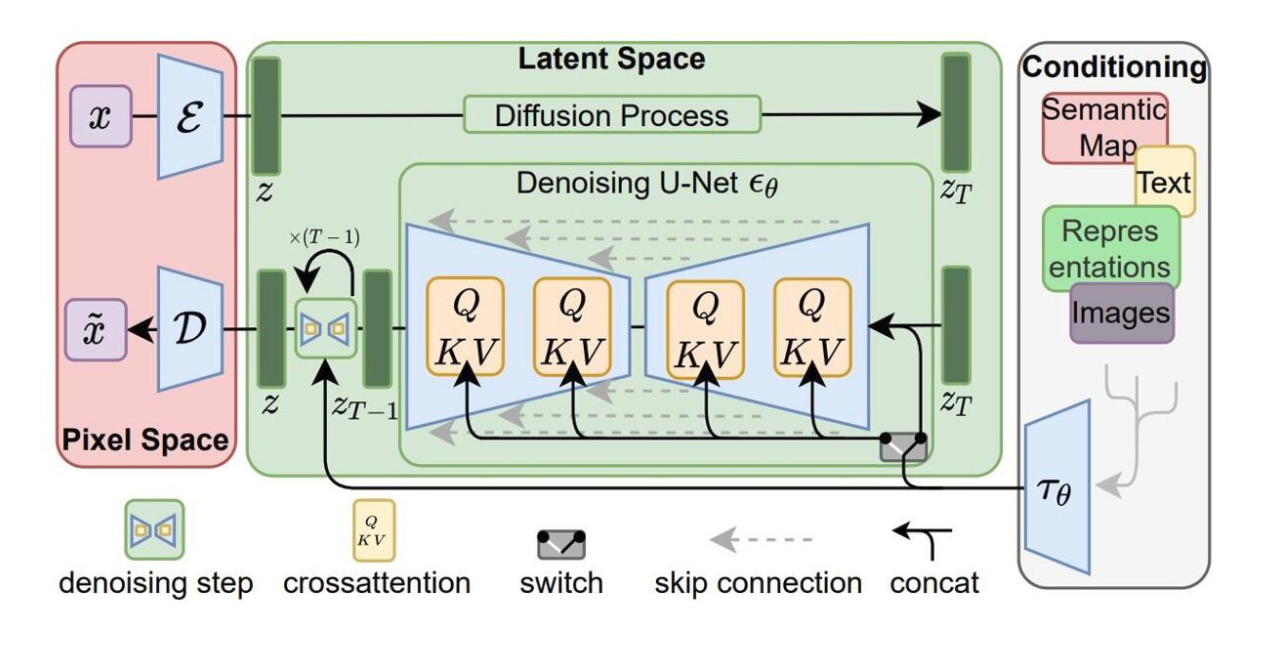 Latent Space
Conditioning
x
ℰ
z
Diffusion Process
z_T
Semantic
Map
Text
Repres
entations
Images
Denoising U-Net ϵ_θ
×(T − 1)
x̃
𝒟
z
z_{T−1}
Q
K V
Q
K V
Q
K V
Q
K V
z_T
Pixel Space
τ_θ
Q
K V
denoising step
crossattention
switch
skip connection
concat